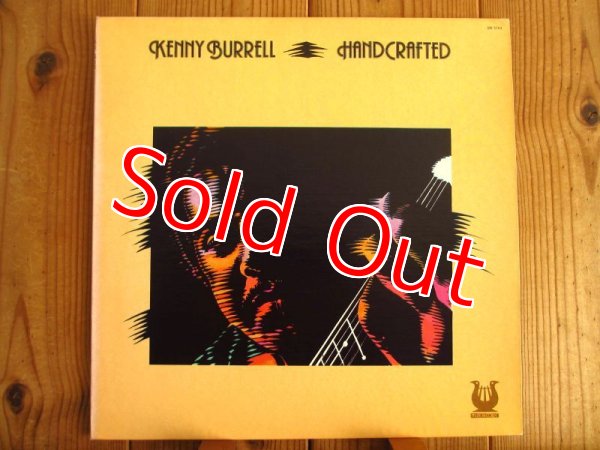 KENNY BURRELL HANDCRAFTED
Sold Out